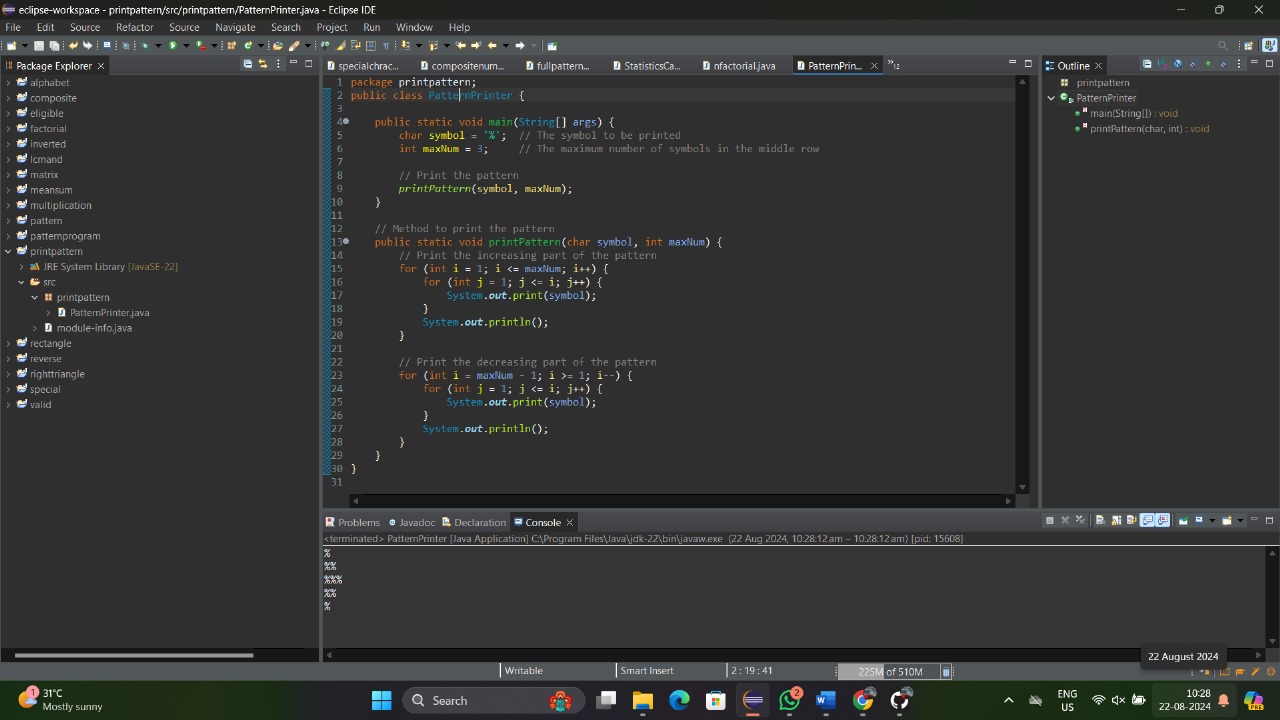 eclipse-workspace - printpattern/src/printpattern/PatternPrinter.java - Eclipse IDE
File Edit Source Refactor Source Navigate Search Project Run Window Help
Package Explorer
alphabet
composite
eligible
factorial
inverted
lcmand
matrix
meansum
multiplication
pattern
patternprogram
printpattern
JRE System Library [JavaSE-22]
src
printpattern
PatternPrinter.java
module-info.java
rectangle
reverse
righttriangle
special
valid
specialchrac... compositenum... fullpattern... StatisticsCa... nfactorial.java PatternPrin... »12
1 package printpattern;
2 public class PatternPrinter {
3
4 public static void main(String[] args) {
5 char symbol = '%'; // The symbol to be printed
6 int maxNum = 3; // The maximum number of symbols in the middle row
7
8 // Print the pattern
9 printPattern(symbol, maxNum);
10 }
11
12 // Method to print the pattern
13 public static void printPattern(char symbol, int maxNum) {
14 // Print the increasing part of the pattern
15 for (int i = 1; i <= maxNum; i++) {
16 for (int j = 1; j <= i; j++) {
17 System.out.print(symbol);
18 }
19 System.out.println();
20 }
21
22 // Print the decreasing part of the pattern
23 for (int i = maxNum - 1; i >= 1; i--) {
24 for (int j = 1; j <= i; j++) {
25 System.out.print(symbol);
26 }
27 System.out.println();
28 }
29 }
30 }
31
Outline
printpattern
PatternPrinter
main(String[]) : void
printPattern(char, int) : void
Problems Javadoc Declaration Console
<terminated> PatternPrinter [Java Application] C:\Program Files\Java\jdk-22\bin\javaw.exe (22 Aug 2024, 10:28:12 am – 10:28:12 am) [pid: 15608]
%
%%
%%%
%%
%
22 August 2024
Writable Smart Insert 2 : 19 : 41 225M of 510M
1
31°C
Mostly sunny
Search
2
ENG
US
10:28
22-08-2024
PRE